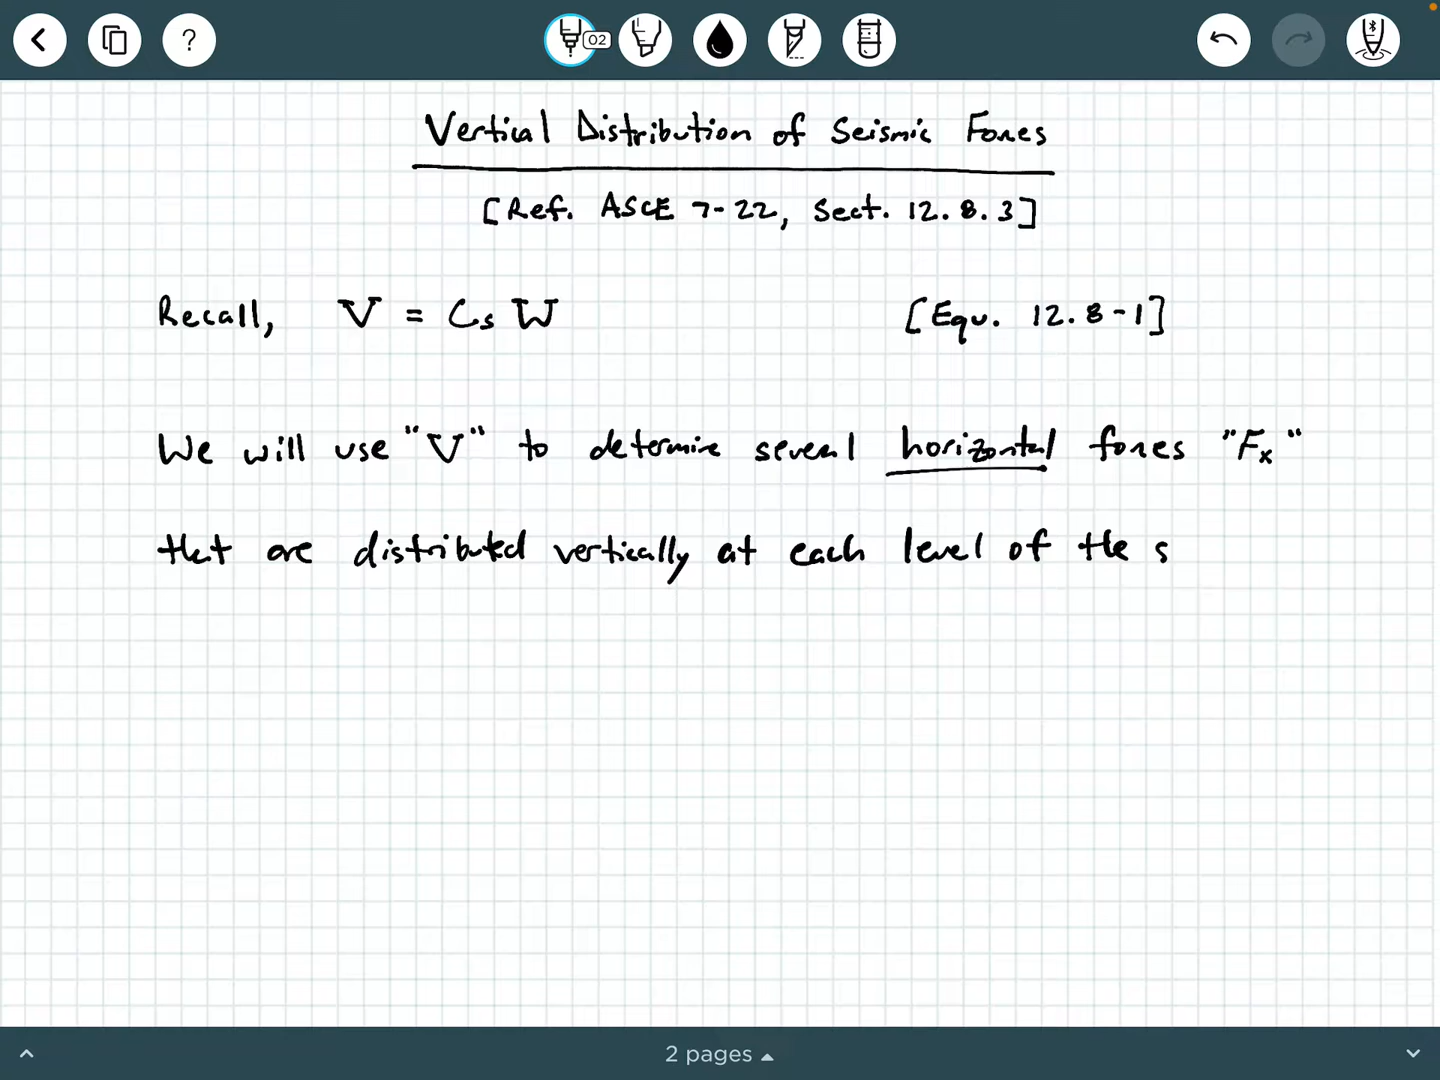 ?
02
Vertical Distribution of Seismic Forces
[Ref. ASCE 7-22, Sect. 12.8.3]
Recall, V = Cs W [Equ. 12.8-1]
We will use "V" to determine several horizontal forces "Fx"
that are distributed vertically at each level of the s
2 pages